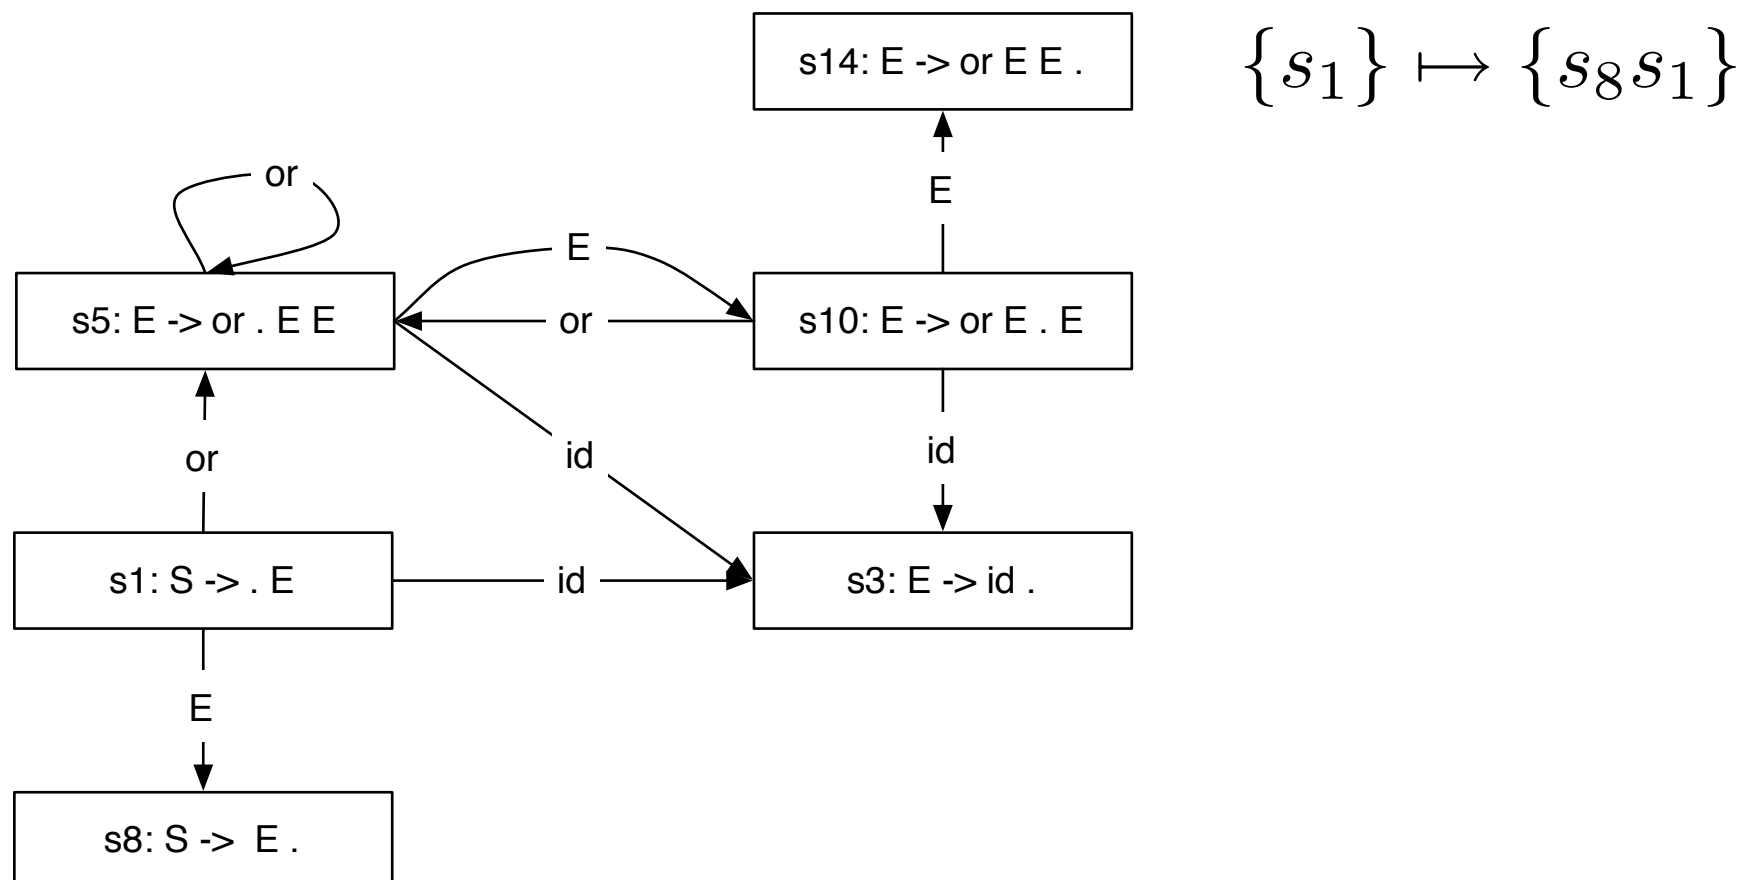 s14: E -> or E E .
{s₁} ⟼ {s₈s₁}
or
E
E
s5: E -> or . E E
or
s10: E -> or E . E
or
id
id
s1: S -> . E
id
s3: E -> id .
E
s8: S -> E .